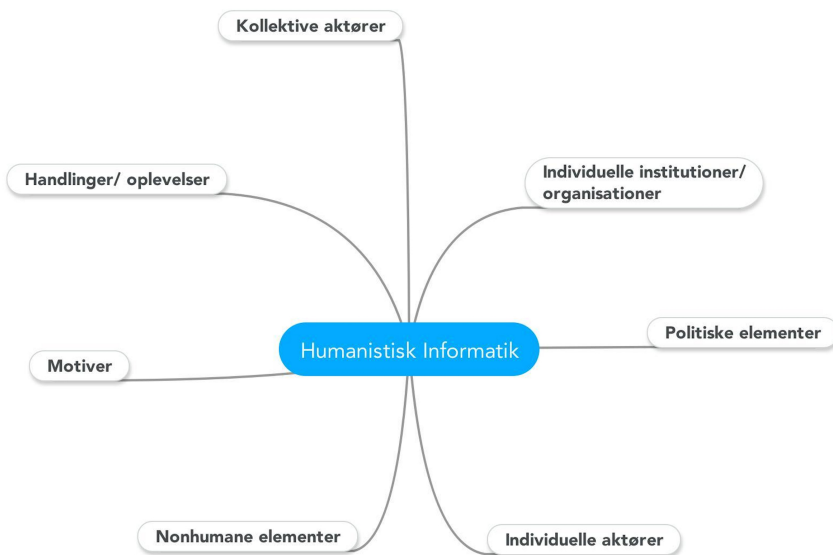 Kollektive aktører
Handlinger/ oplevelser
Individuelle institutioner/
organisationer
Humanistisk Informatik
Politiske elementer
Motiver
Nonhumane elementer
Individuelle aktører